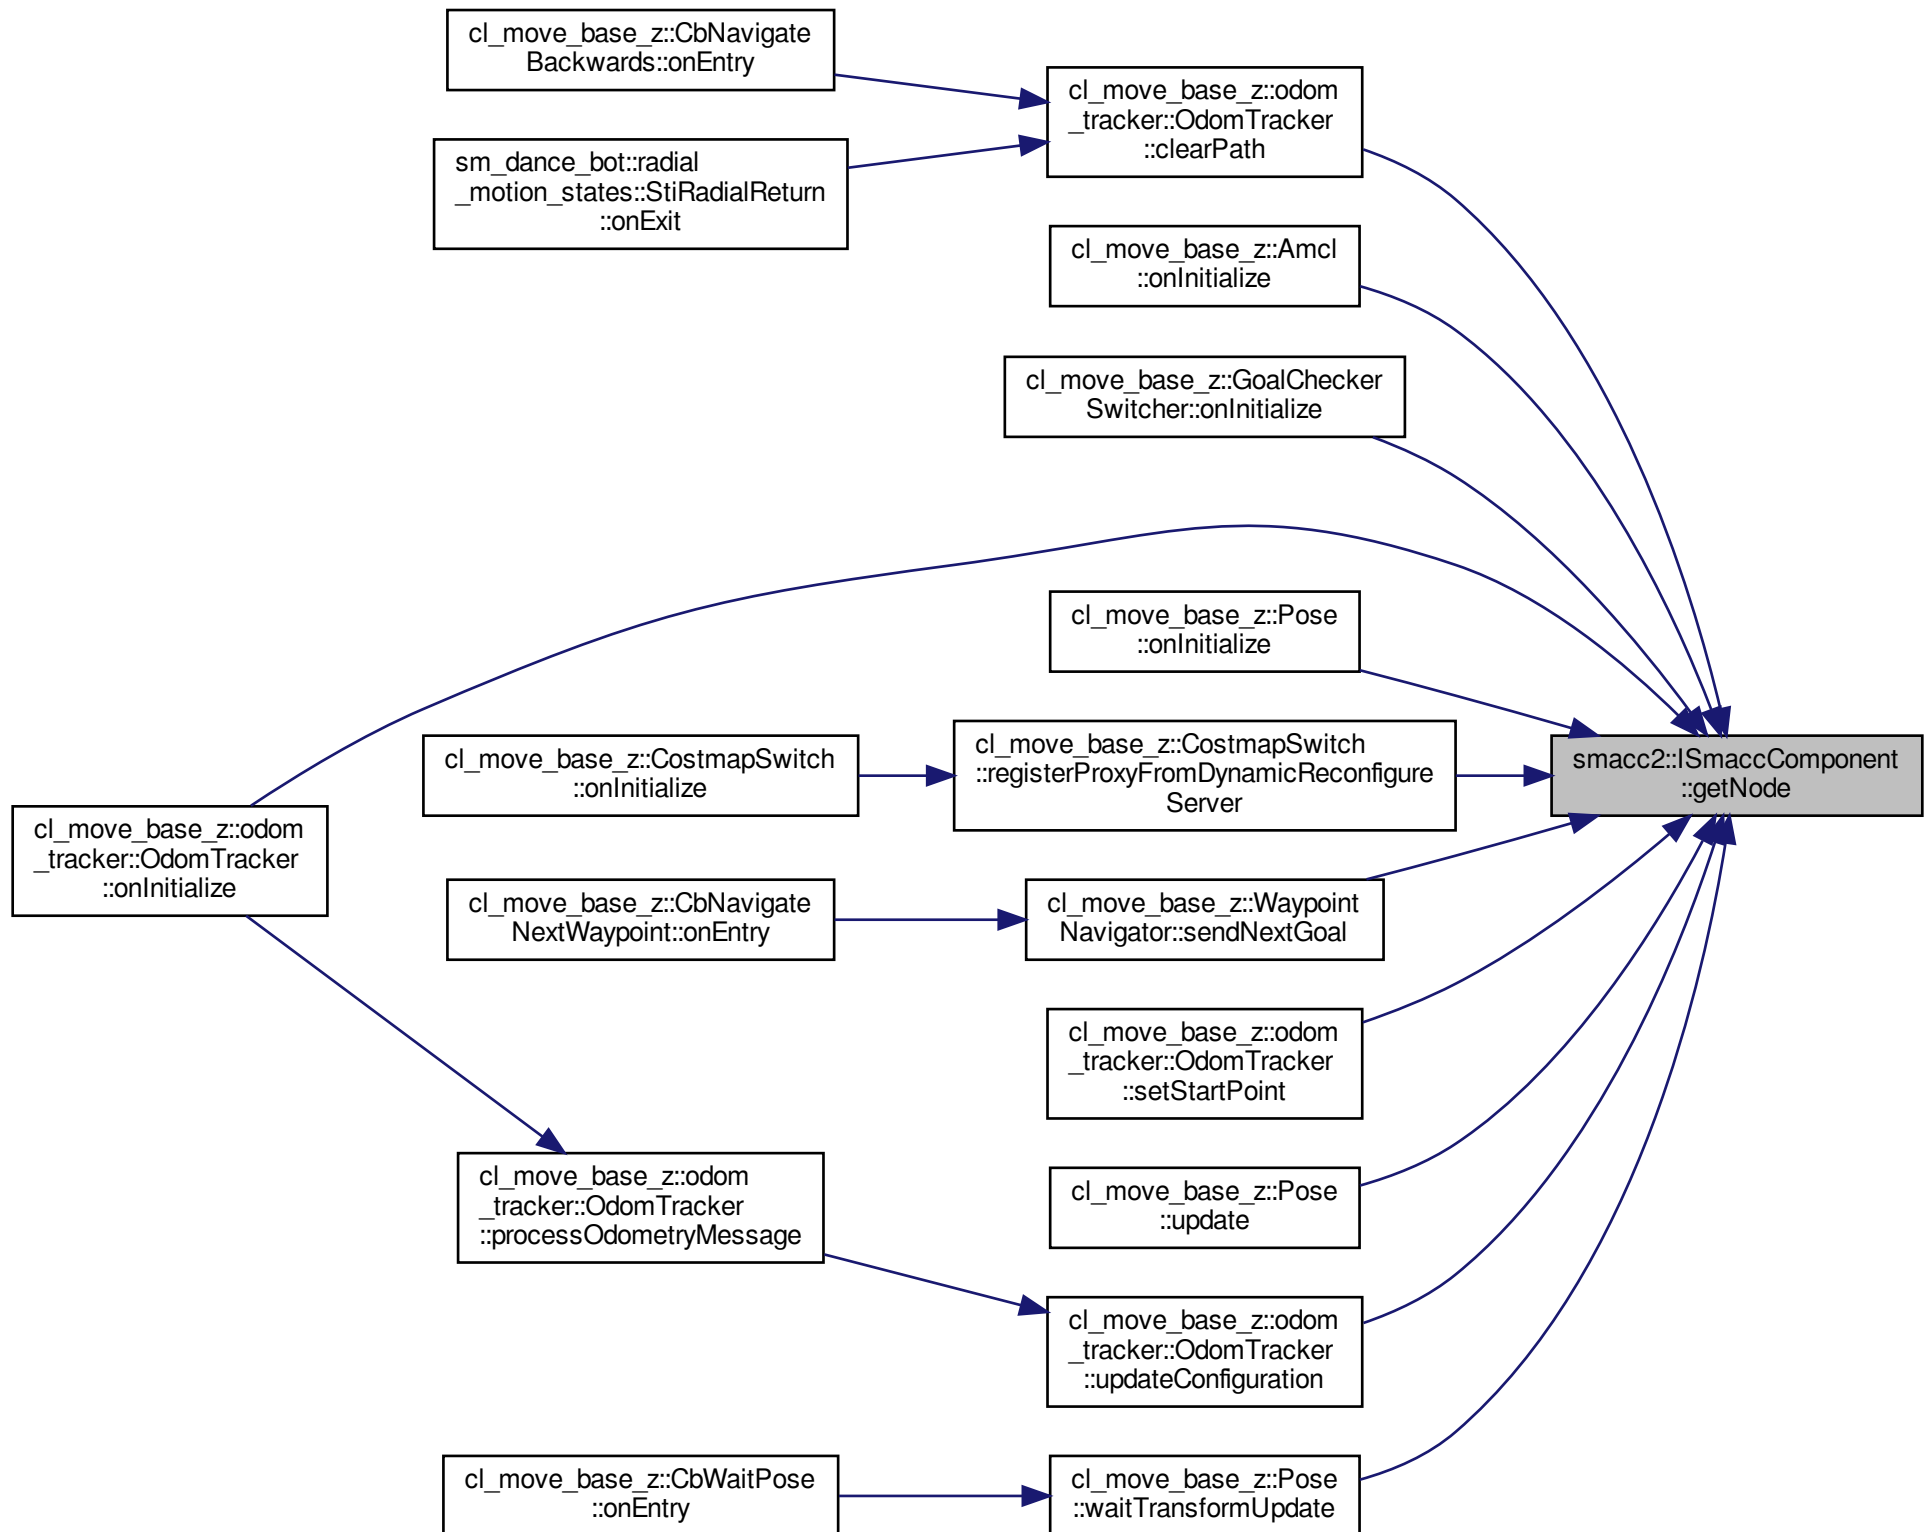 cl_move_base_z::CbNavigate
Backwards::onEntry
cl_move_base_z::odom
_tracker::OdomTracker
::clearPath
sm_dance_bot::radial
_motion_states::StiRadialReturn
::onExit
cl_move_base_z::Amcl
::onInitialize
cl_move_base_z::GoalChecker
Switcher::onInitialize
cl_move_base_z::Pose
::onInitialize
cl_move_base_z::CostmapSwitch
::registerProxyFromDynamicReconfigure
Server
cl_move_base_z::CostmapSwitch
::onInitialize
smacc2::ISmaccComponent
::getNode
cl_move_base_z::odom
_tracker::OdomTracker
::onInitialize
cl_move_base_z::CbNavigate
NextWaypoint::onEntry
cl_move_base_z::Waypoint
Navigator::sendNextGoal
cl_move_base_z::odom
_tracker::OdomTracker
::setStartPoint
cl_move_base_z::odom
_tracker::OdomTracker
::processOdometryMessage
cl_move_base_z::Pose
::update
cl_move_base_z::odom
_tracker::OdomTracker
::updateConfiguration
cl_move_base_z::CbWaitPose
::onEntry
cl_move_base_z::Pose
::waitTransformUpdate